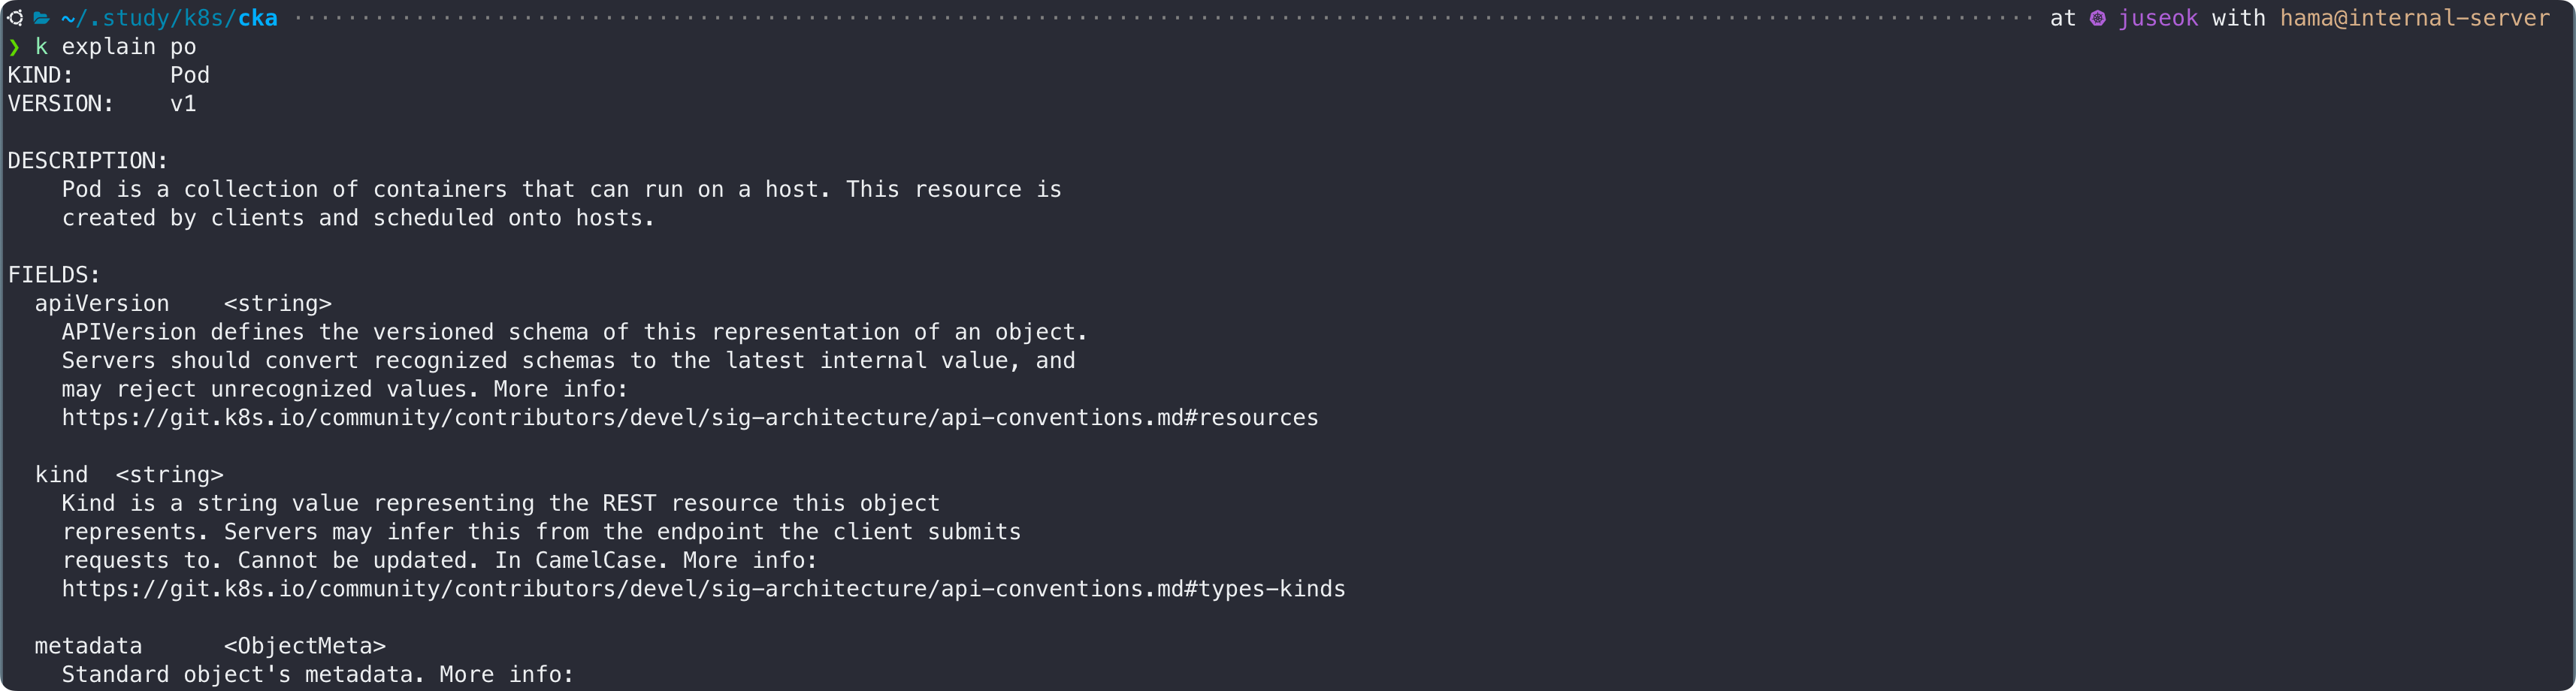 ~/.study/k8s/cka at juseok with hama@internal-server
❯ k explain po
KIND:       Pod
VERSION:    v1
DESCRIPTION:
    Pod is a collection of containers that can run on a host. This resource is
    created by clients and scheduled onto hosts.
FIELDS:
  apiVersion    <string>
    APIVersion defines the versioned schema of this representation of an object.
    Servers should convert recognized schemas to the latest internal value, and
    may reject unrecognized values. More info:
    https://git.k8s.io/community/contributors/devel/sig-architecture/api-conventions.md#resources
  kind  <string>
    Kind is a string value representing the REST resource this object
    represents. Servers may infer this from the endpoint the client submits
    requests to. Cannot be updated. In CamelCase. More info:
    https://git.k8s.io/community/contributors/devel/sig-architecture/api-conventions.md#types-kinds
  metadata      <ObjectMeta>
    Standard object's metadata. More info: